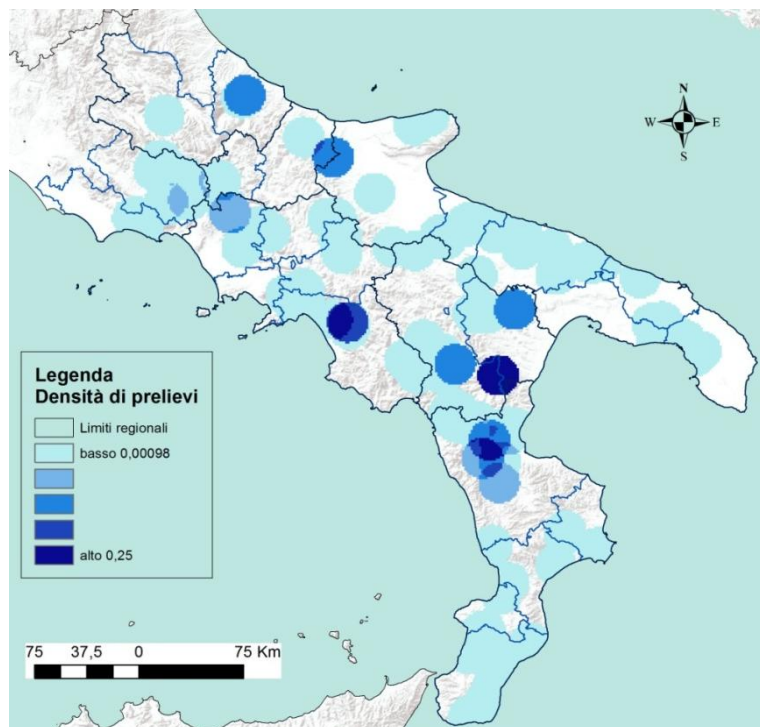 N
W E
S
Legenda
Densità di prelievi
Limiti regionali
basso 0,00098
alto 0,25
75 37,5 0 75 Km